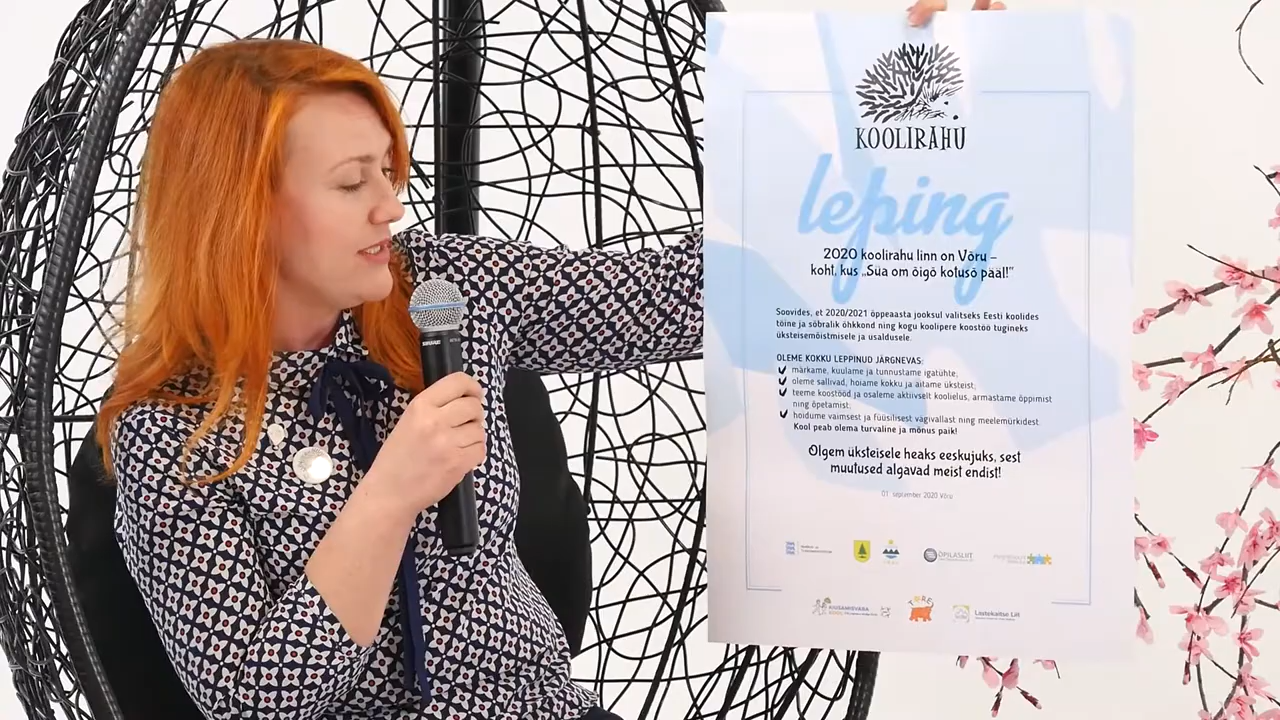 KOOLIRAHU
leping
2020 koolirahu linn on Võru –
koht, kus „Sua om õigõ kotusõ pääl!"
Soovides, et 2020/2021 õppeaasta jooksul valitseks Eesti koolides
tõine ja sõbralik õhkkond ning kogu koolipere koostöö tugineks
üksteisemõistmisele ja usaldusele.
OLEME KOKKU LEPPINUD JÄRGNEVAS:
märkame, kuulame ja tunnustame igaühte;
oleme sallivad, hoiame kokku ja aitame üksteist;
teeme koostööd ja osaleme aktiivselt koolielus, armastame õppimist
ning õpetamist;
hoidume vaimsest ja füüsilisest vägivallast ning meelemürkidest.
Kool peab olema turvaline ja mõnus paik!
Olgem üksteisele heaks eeskujuks, sest
muutused algavad meist endist!
01. september 2020 Võru
ÕPILASLIIT
KIUSAMISVABA
KOOL
Lastekaitse Liit
SHURE